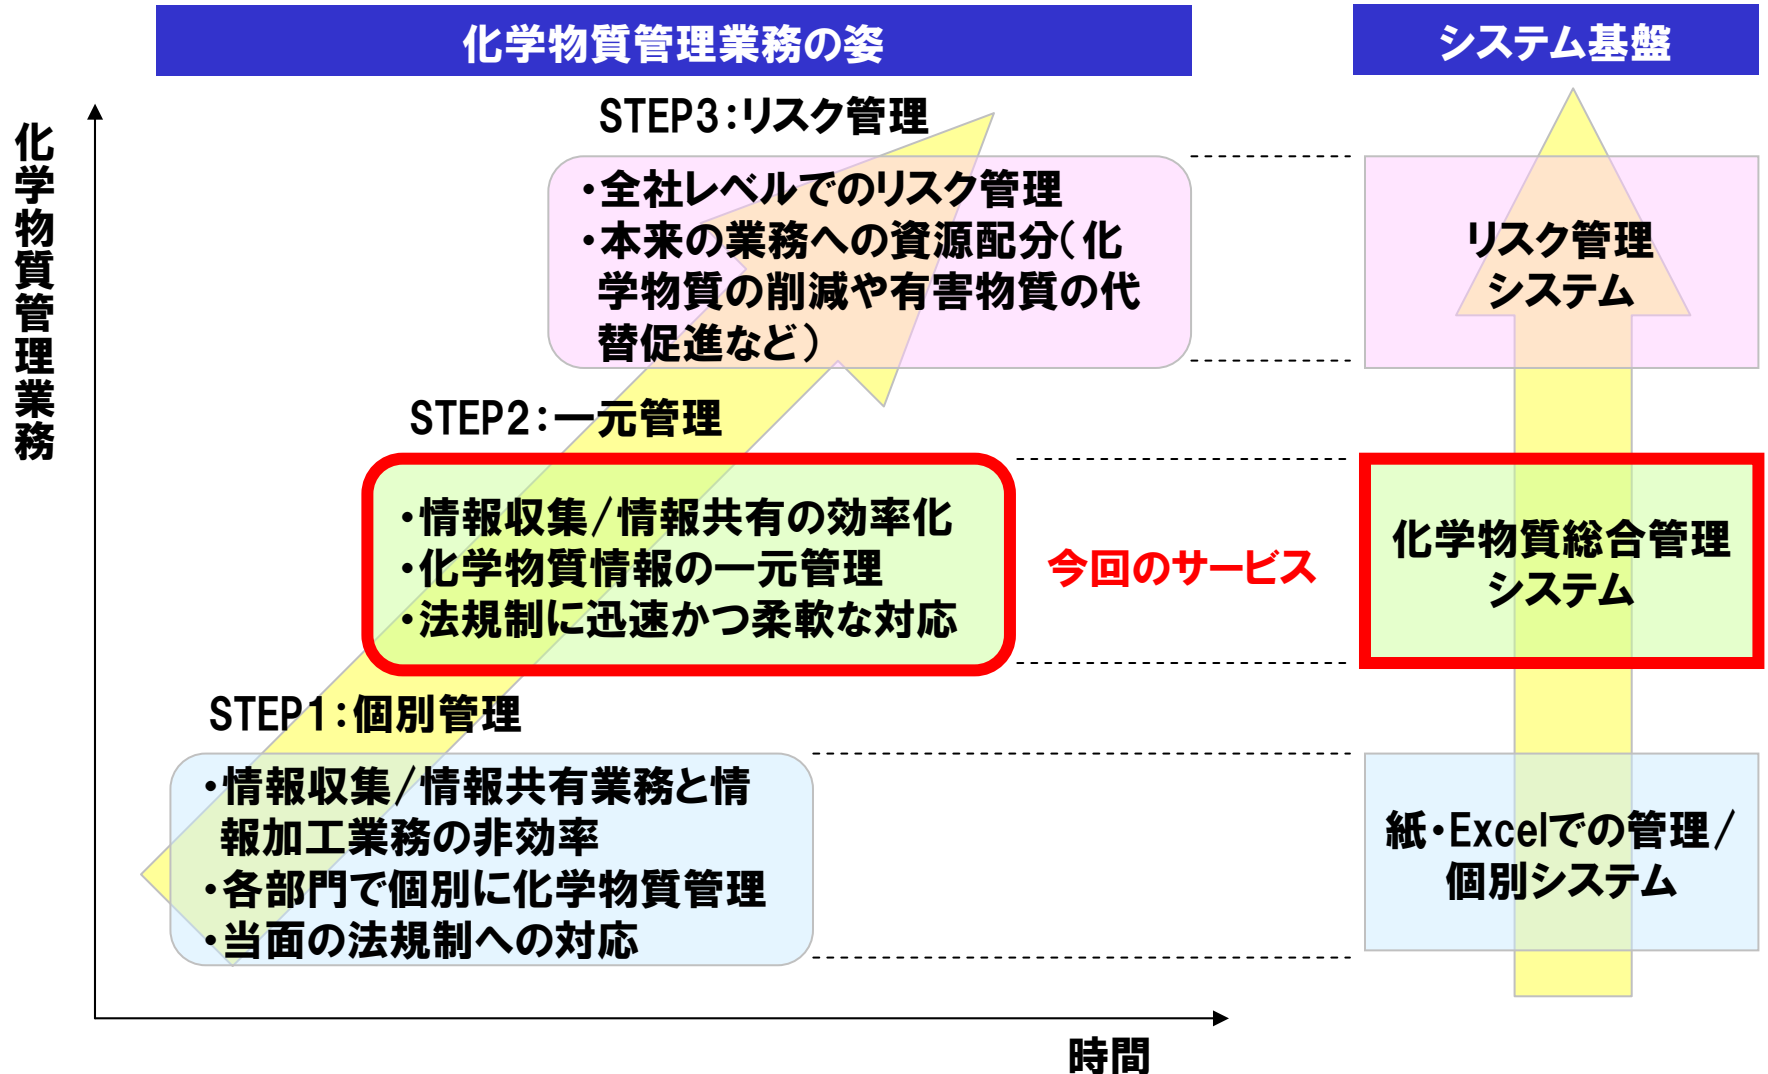 化学物質管理業務の姿
システム基盤
化学物質管理業務
STEP3:リスク管理
・全社レベルでのリスク管理
・本来の業務への資源配分(化
学物質の削減や有害物質の代
替促進など)
リスク管理
システム
STEP2:一元管理
・情報収集/情報共有の効率化
・化学物質情報の一元管理
・法規制に迅速かつ柔軟な対応
今回のサービス
化学物質総合管理
システム
STEP1:個別管理
・情報収集/情報共有業務と情
報加工業務の非効率
・各部門で個別に化学物質管理
・当面の法規制への対応
紙・Excelでの管理/
個別システム
時間